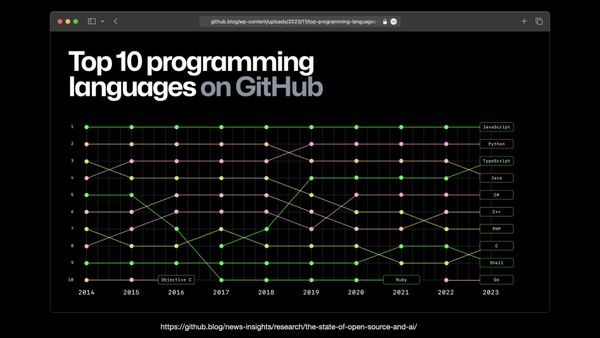 github.blog/wp-content/uploads/2023/11/top-programming-languages
Top 10 programming
languages on GitHub
1
JavaScript
2
Python
3
TypeScript
4
Java
5
C#
6
C++
7
PHP
8
C
9
Shell
10
Objective C
Ruby
Go
2014
2015
2016
2017
2018
2019
2020
2021
2022
2023
https://github.blog/news-insights/research/the-state-of-open-source-and-ai/